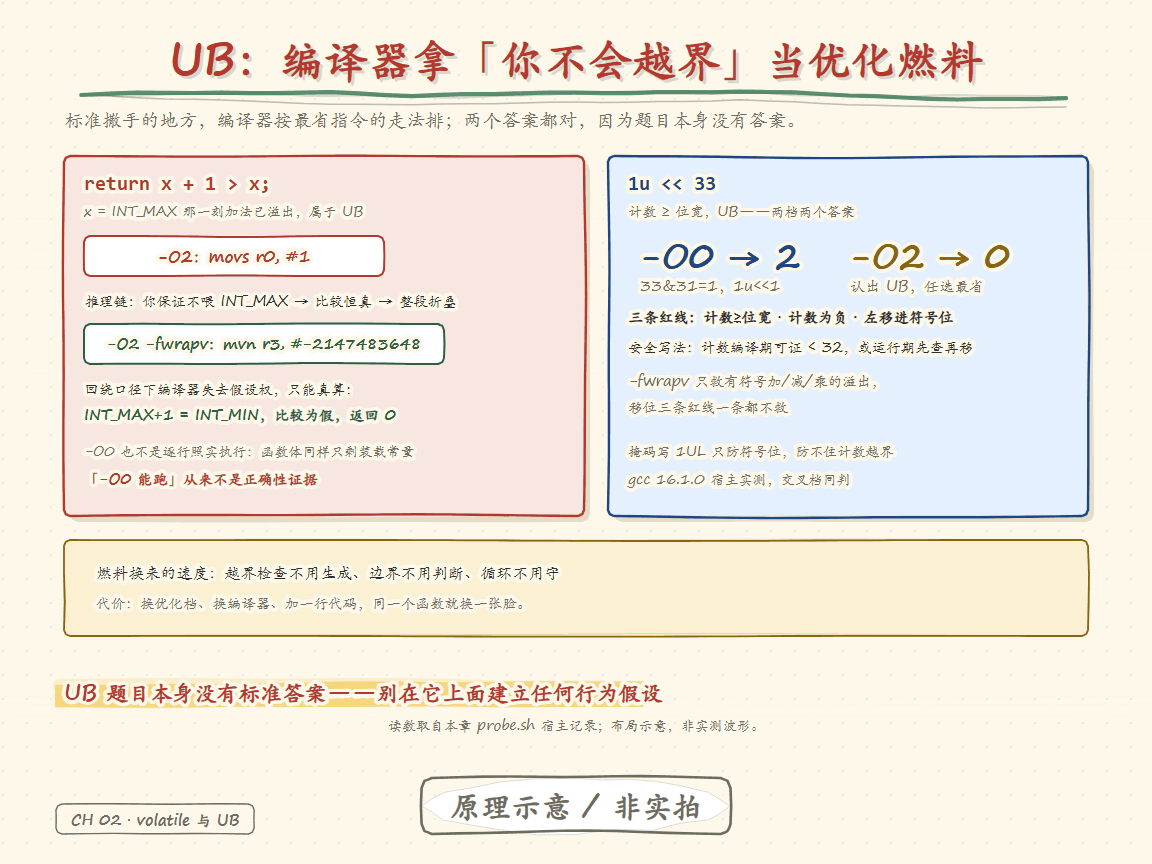 UB：编译器拿「你不会越界」当优化燃料
标准撒手的地方，编译器按最省指令的走法排；两个答案都对，因为题目本身没有答案。
return x + 1 > x;
x = INT_MAX 那一刻加法已溢出，属于 UB
-O2：movs r0, #1
推理链：你保证不喂 INT_MAX → 比较恒真 → 整段折叠
-O2 -fwrapv：mvn r3, #-2147483648
回绕口径下编译器失去假设权，只能真算：
INT_MAX+1 = INT_MIN，比较为假，返回 0
-O0 也不是逐行照实执行：函数体同样只剩装载常量
「-O0 能跑」从来不是正确性证据
1u << 33
计数 ≥ 位宽，UB——两档两个答案
-O0 → 2
33&31=1，1u<<1
-O2 → 0
认出 UB，任选最省
三条红线：计数≥位宽 · 计数为负 · 左移进符号位
安全写法：计数编译期可证 < 32，或运行期先查再移
-fwrapv 只救有符号加/减/乘的溢出，
移位三条红线一条都不救
掩码写 1UL 只防符号位，防不住计数越界
gcc 16.1.0 宿主实测，交叉档同判
燃料换来的速度：越界检查不用生成、边界不用判断、循环不用守
代价：换优化档、换编译器、加一行代码，同一个函数就换一张脸。
UB 题目本身没有标准答案——别在它上面建立任何行为假设
读数取自本章 probe.sh 宿主记录；布局示意，非实测波形。
原理示意 / 非实拍
CH 02 · volatile 与 UB